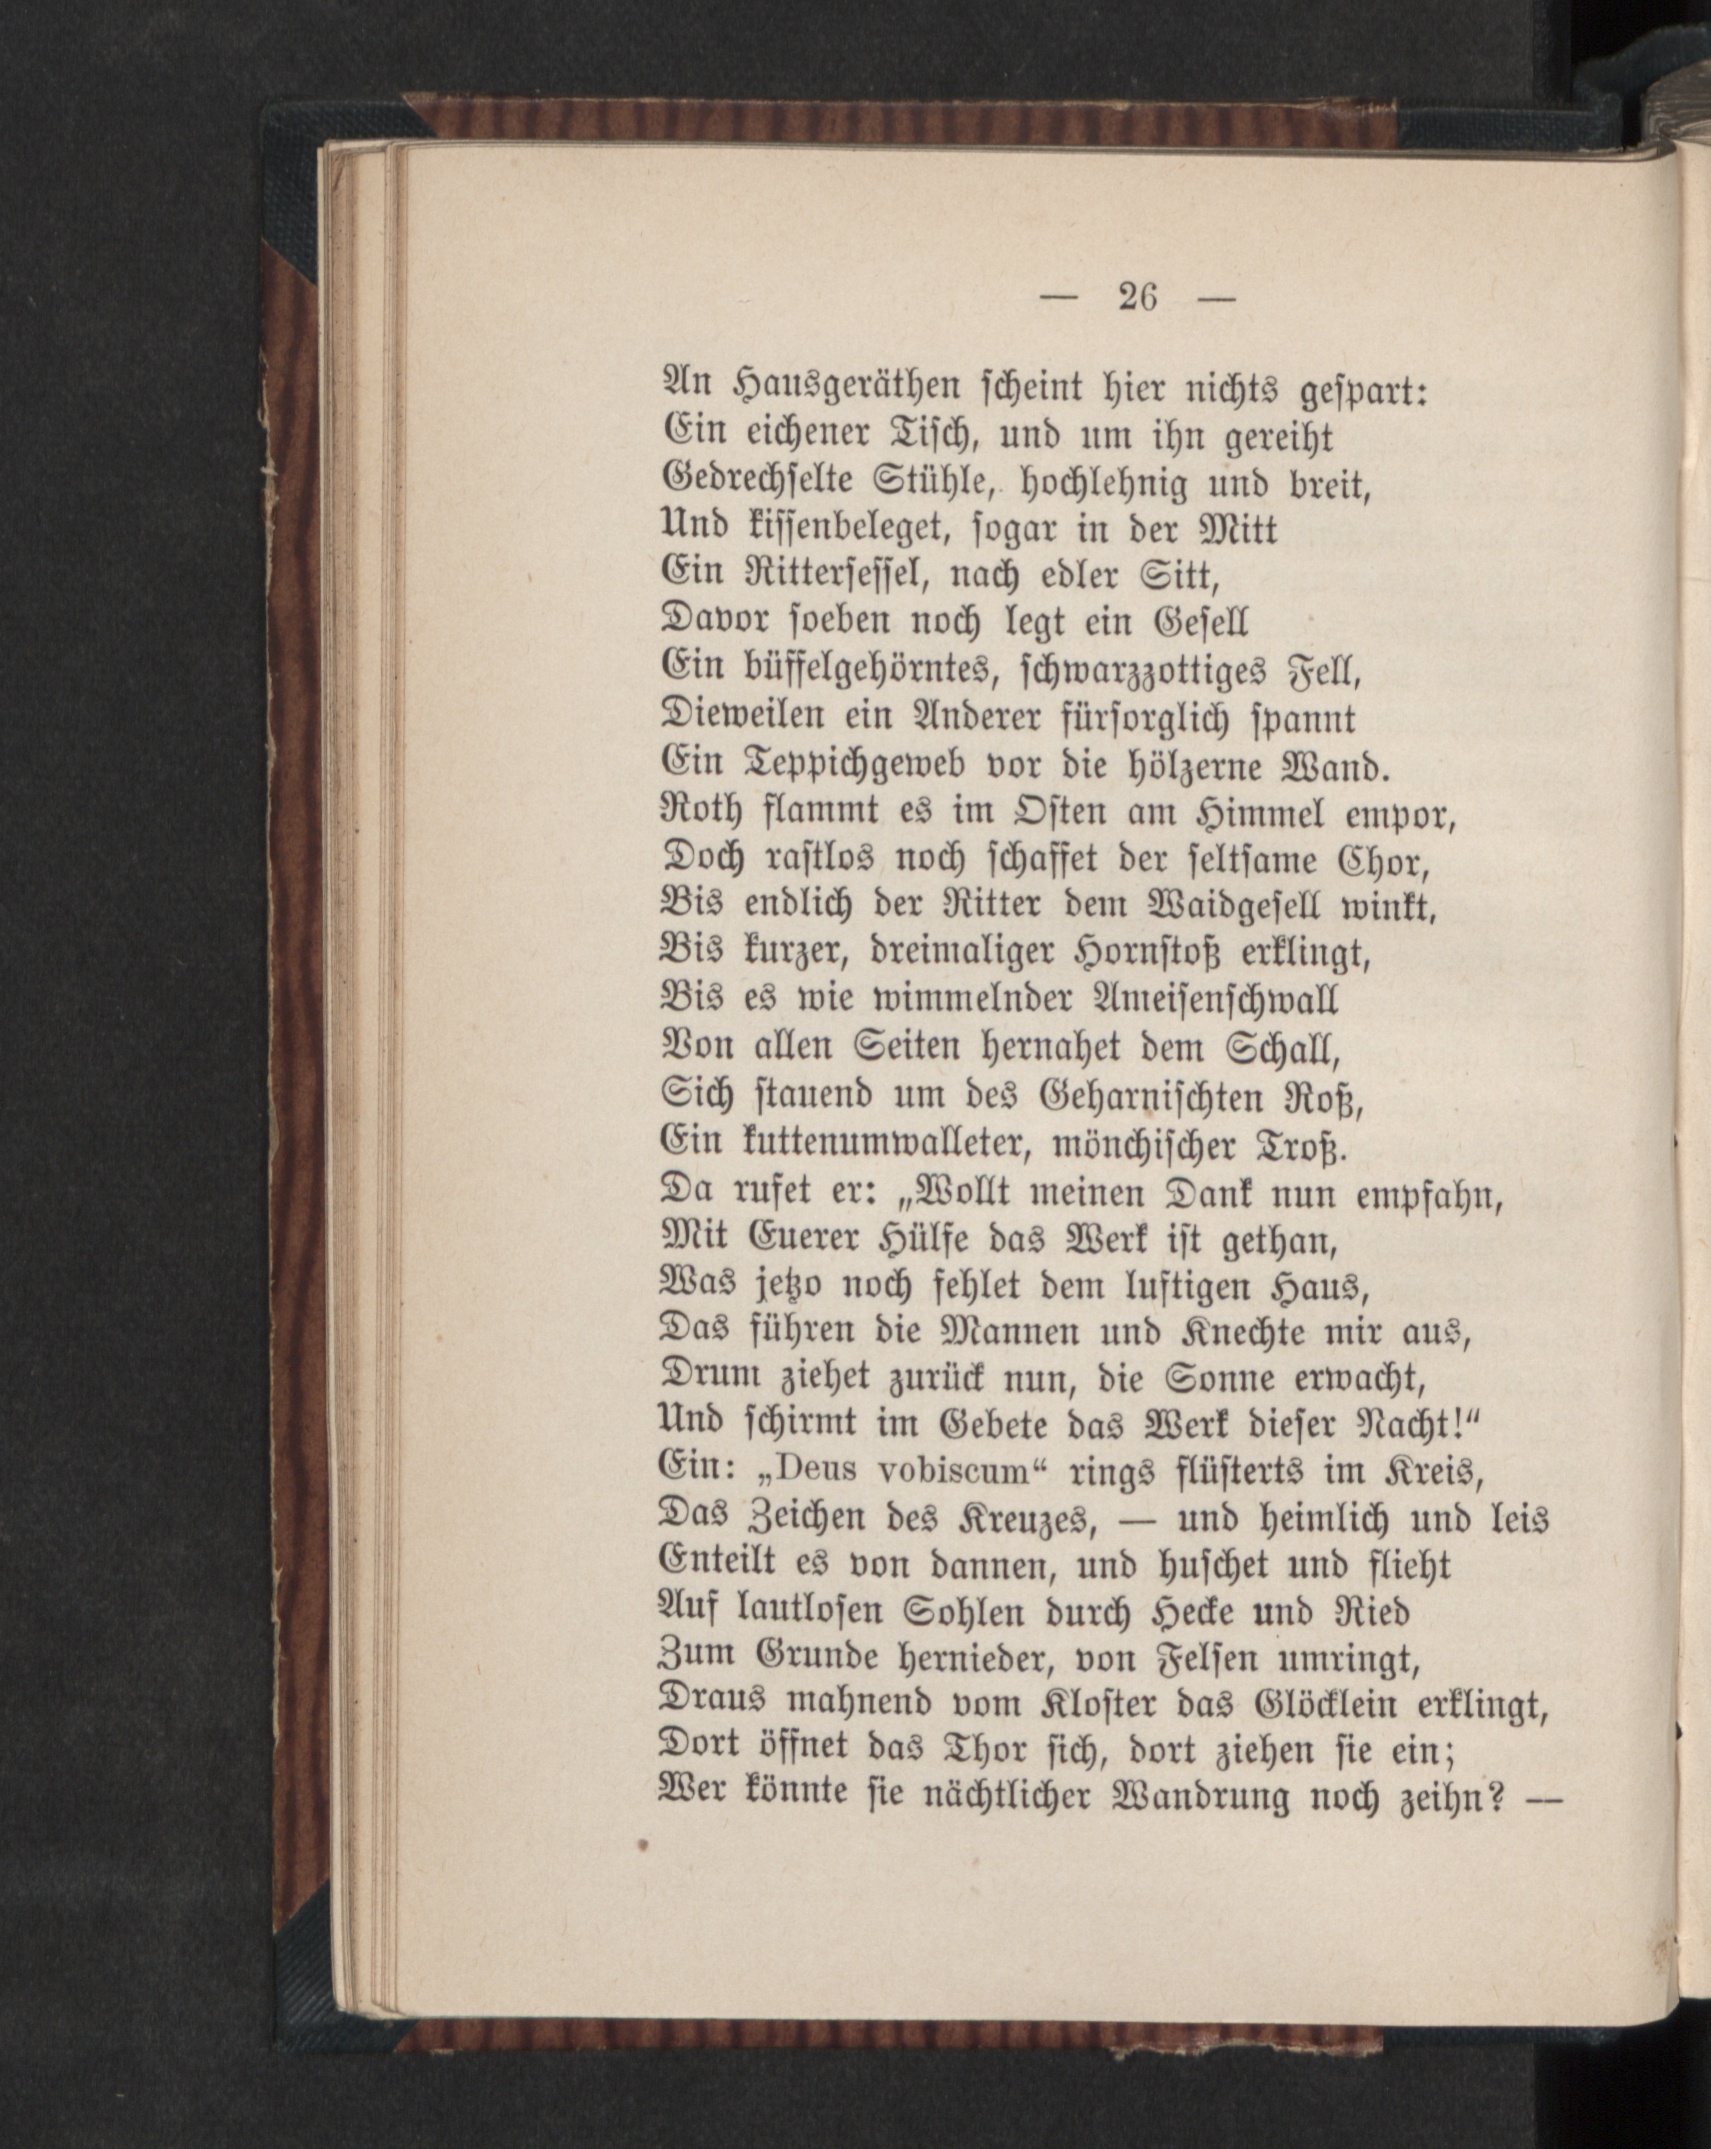 — 26 —
An Hausgeräthen scheint hier nichts gespart:
Ein eichener Tisch, und um ihn gereiht
Gedrechselte Stühle, hochlehnig und breit,
Und kissenbeleget, sogar in der Mitt
Ein Rittersessel, nach edler Sitt,
Davor soeben noch legt ein Gesell
Ein büffelgehörntes, schwarzzottiges Fell,
Dieweilen ein Anderer fürsorglich spannt
Ein Teppichgeweb vor die hölzerne Wand.
Roth flammt es im Osten am Himmel empor,
Doch rastlos noch schaffet der seltsame Chor,
Bis endlich der Ritter dem Waidgesell winkt,
Bis kurzer, dreimaliger Hornstoß erklingt,
Bis es wie wimmelnder Ameisenschwall
Von allen Seiten hernahet dem Schall,
Sich stauend um des Geharnischten Roß,
Ein kuttenumwalleter, mönchischer Troß.
Da rufet er: „Wollt meinen Dank nun empfahn,
Mit Euerer Hülfe das Werk ist gethan,
Was jetzo noch fehlet dem luftigen Haus,
Das führen die Mannen und Knechte mir aus,
Drum ziehet zurück nun, die Sonne erwacht,
Und schirmt im Gebete das Werk dieser Nacht!“
Ein: „Deus vobiscum“ rings flüsterts im Kreis,
Das Zeichen des Kreuzes, — und heimlich und leis
Enteilt es von dannen, und huschet und flieht
Auf lautlosen Sohlen durch Hecke und Ried
Zum Grunde hernieder, von Felsen umringt,
Draus mahnend vom Kloster das Glöcklein erklingt,
Dort öffnet das Thor sich, dort ziehen sie ein;
Wer könnte sie nächtlicher Wandrung noch zeihn? —